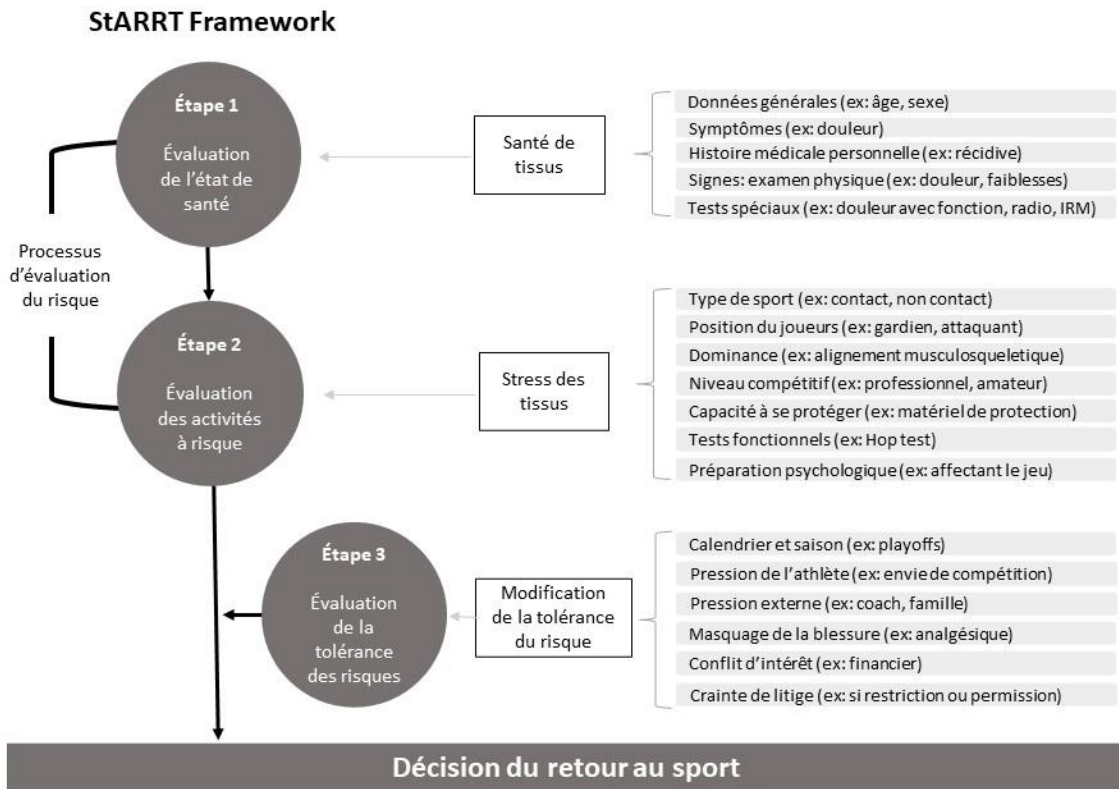 StARRT Framework
Étape 1
Évaluation
de l'état de
santé
Santé de
tissus
Données générales (ex: âge, sexe)
Symptômes (ex: douleur)
Histoire médicale personnelle (ex: récidive)
Signes: examen physique (ex: douleur, faiblesses)
Tests spéciaux (ex: douleur avec fonction, radio, IRM)
Processus
d'évaluation
du risque
Étape 2
Évaluation
des activités
à risque
Stress des
tissus
Type de sport (ex: contact, non contact)
Position du joueurs (ex: gardien, attaquant)
Dominance (ex: alignement musculosqueletique)
Niveau compétitif (ex: professionnel, amateur)
Capacité à se protéger (ex: matériel de protection)
Tests fonctionnels (ex: Hop test)
Préparation psychologique (ex: affectant le jeu)
Étape 3
Évaluation
de la
tolérance
des risques
Modification
de la tolérance
du risque
Calendrier et saison (ex: playoffs)
Pression de l'athlète (ex: envie de compétition)
Pression externe (ex: coach, famille)
Masquage de la blessure (ex: analgésique)
Conflit d'intérêt (ex: financier)
Crainte de litige (ex: si restriction ou permission)
Décision du retour au sport